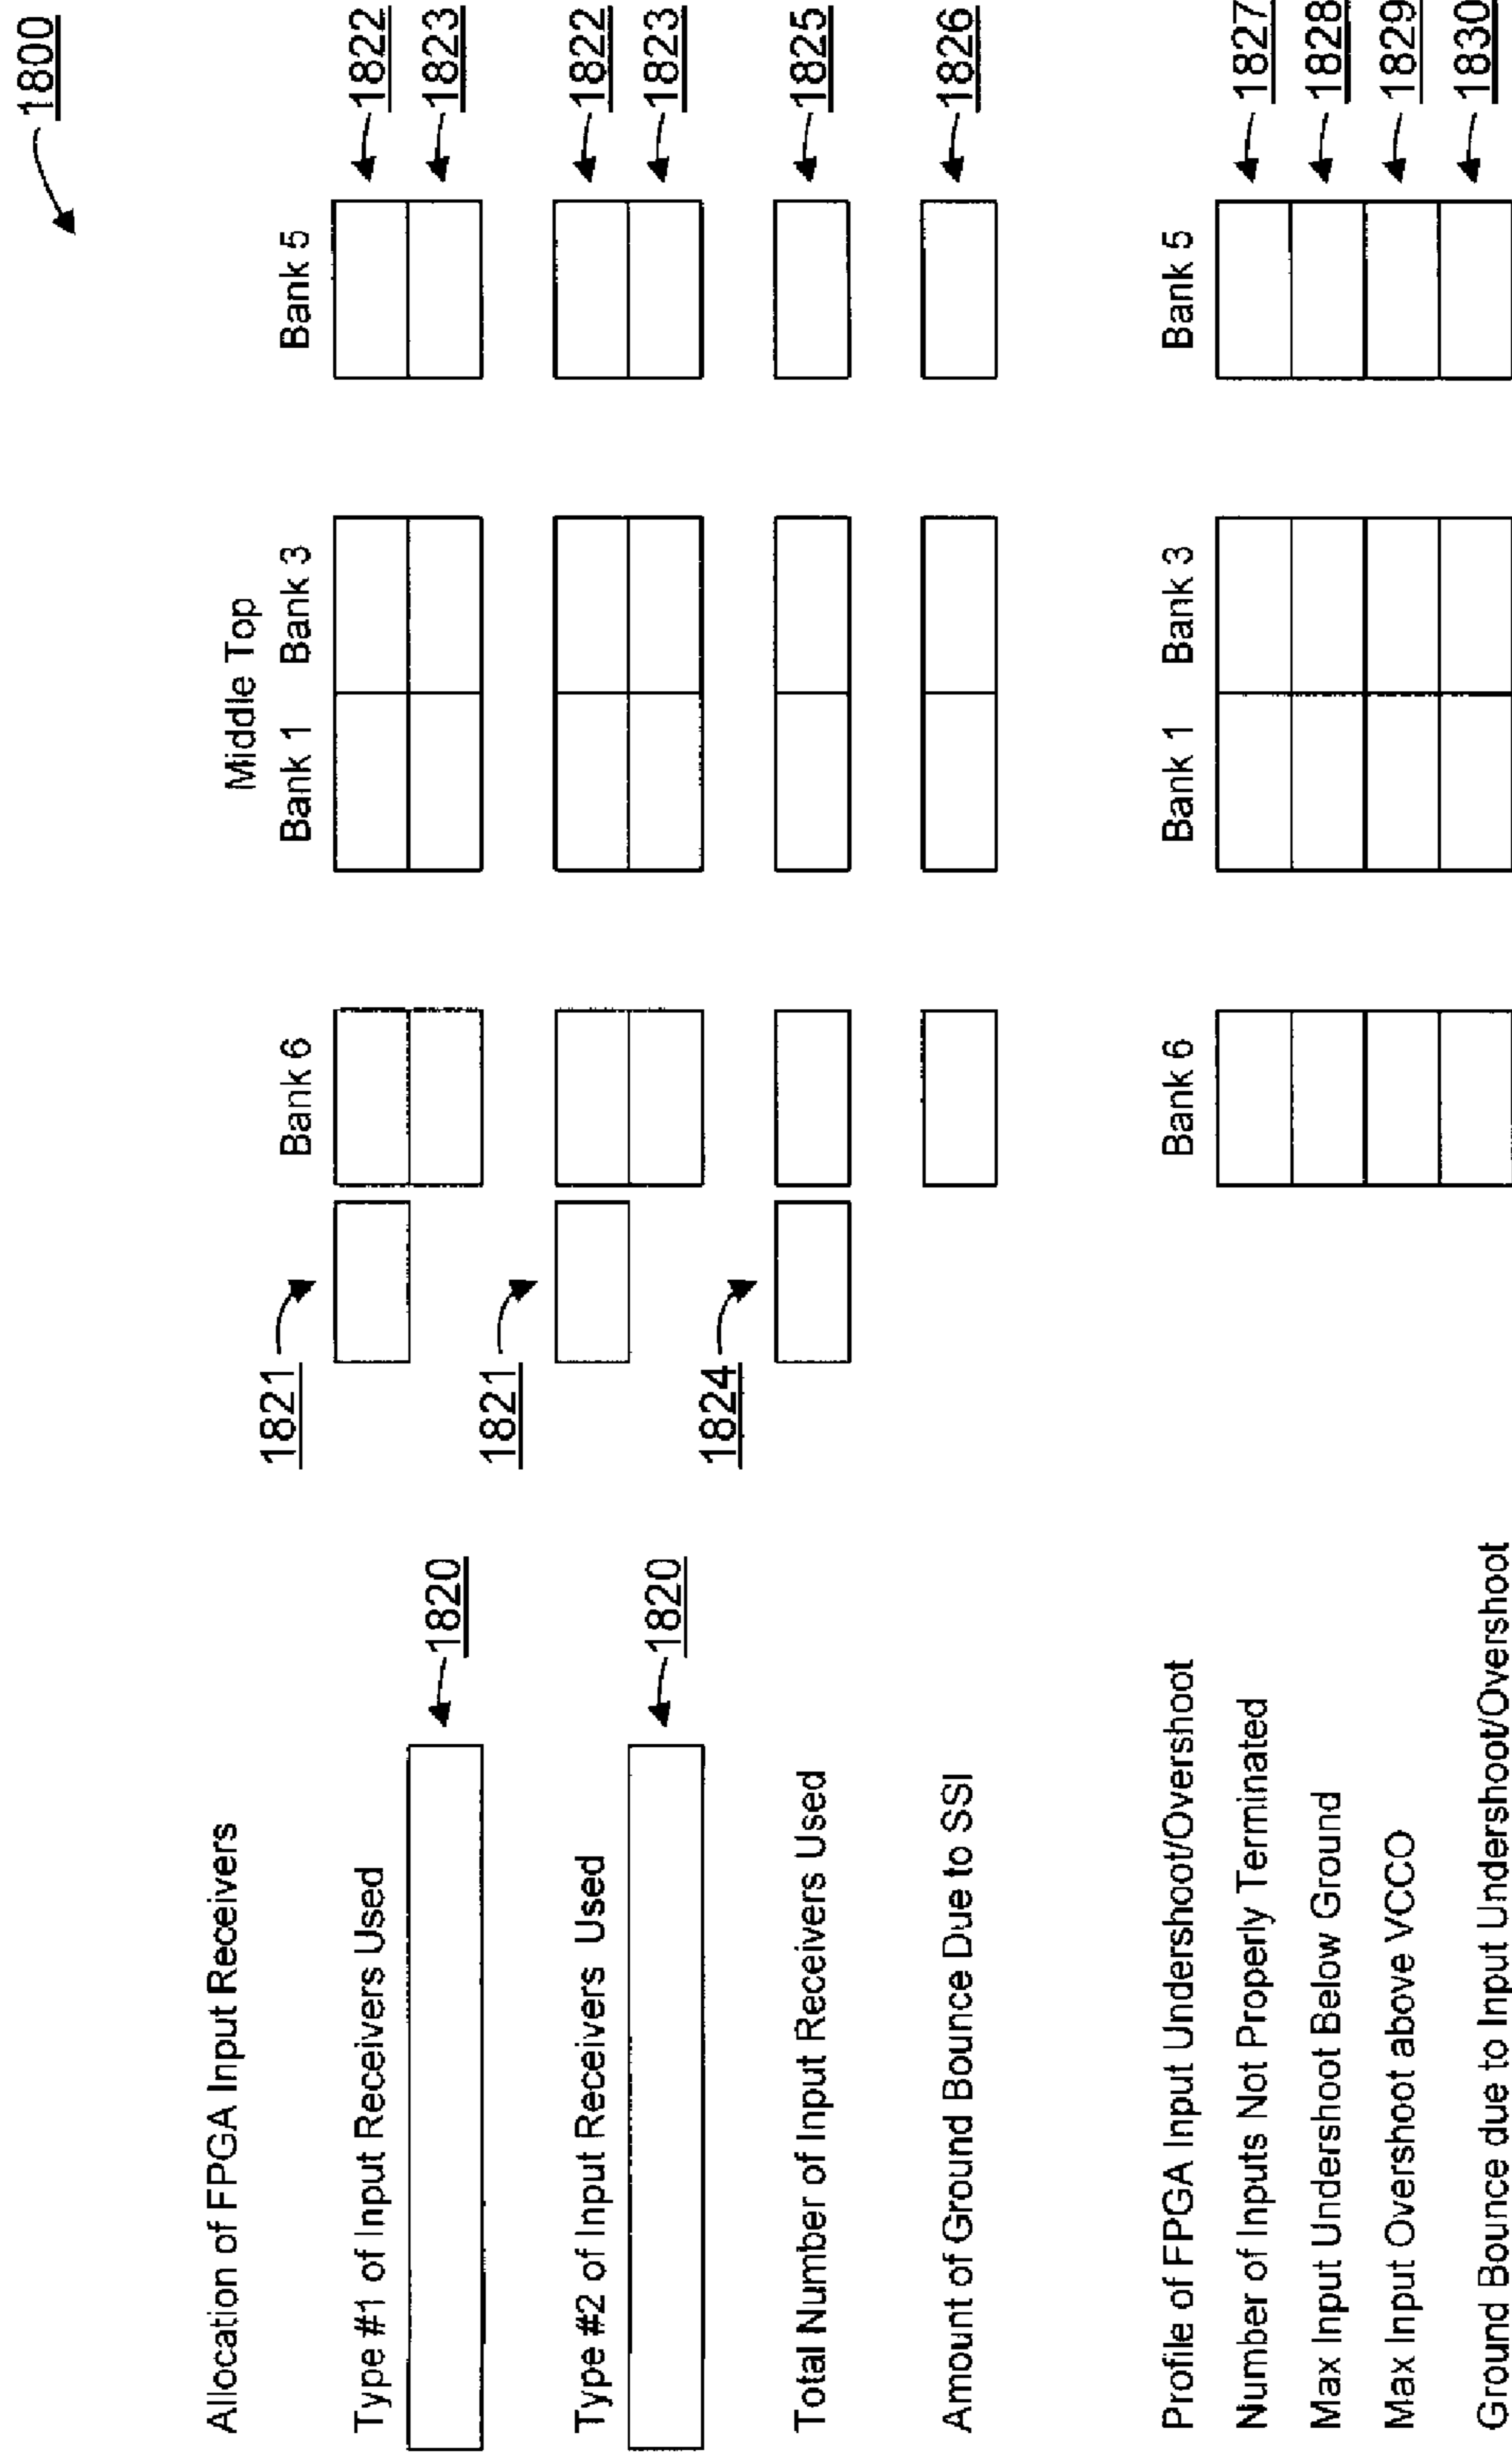 1800
Allocation of FPGA Input Receivers
Middle Top
Bank 6 Bank 1 Bank 3 Bank 5
1821
Type #1 of Input Receivers Used
1822
1820
1823
1821
Type #2 of Input Receivers Used
1822
1820
1823
1824
Total Number of Input Receivers Used
1825
Amount of Ground Bounce Due to SSI
1826
Profile of FPGA Input Undershoot/Overshoot
Bank 6 Bank 1 Bank 3 Bank 5
Number of Inputs Not Properly Terminated
1827
Max Input Undershoot Below Ground
1828
Max Input Overshoot above VCCO
1829
Ground Bounce due to Input Undershoot/Overshoot
1830